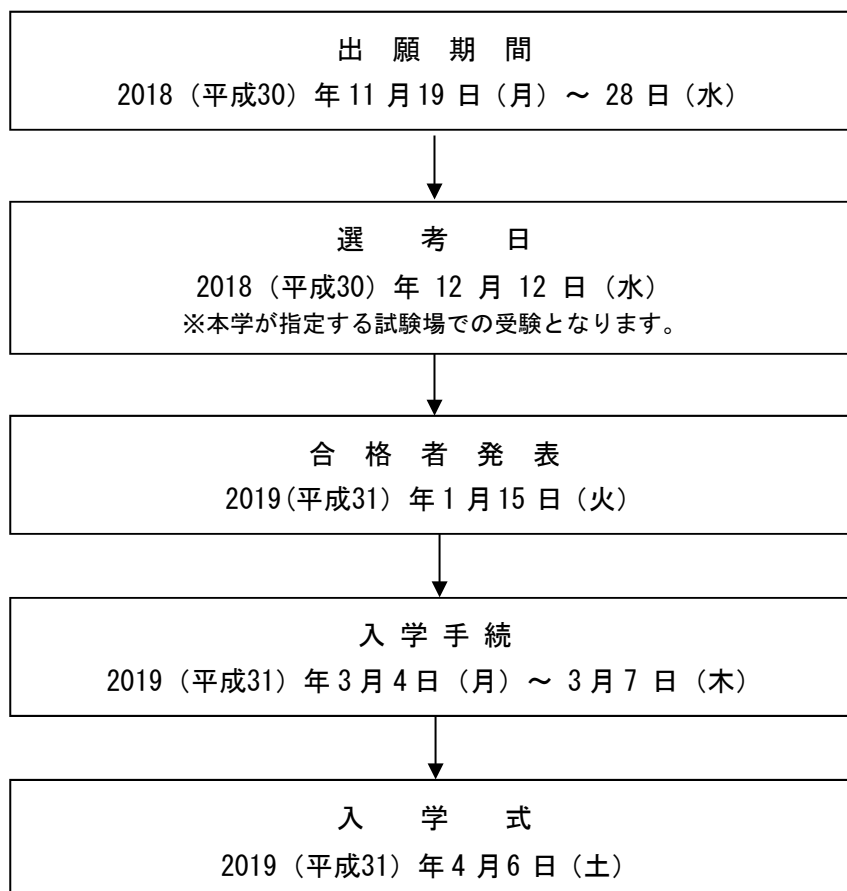 出願期間
2018（平成30）年 11 月 19 日（月）～ 28 日（水）
選考日
2018（平成30）年 12 月 12 日（水）
※本学が指定する試験場での受験となります。
合格者発表
2019(平成31）年 1 月 15 日（火）
入学手続
2019（平成31）年 3 月 4 日（月）～ 3 月 7 日（木）
入学式
2019（平成31）年 4 月 6 日（土）